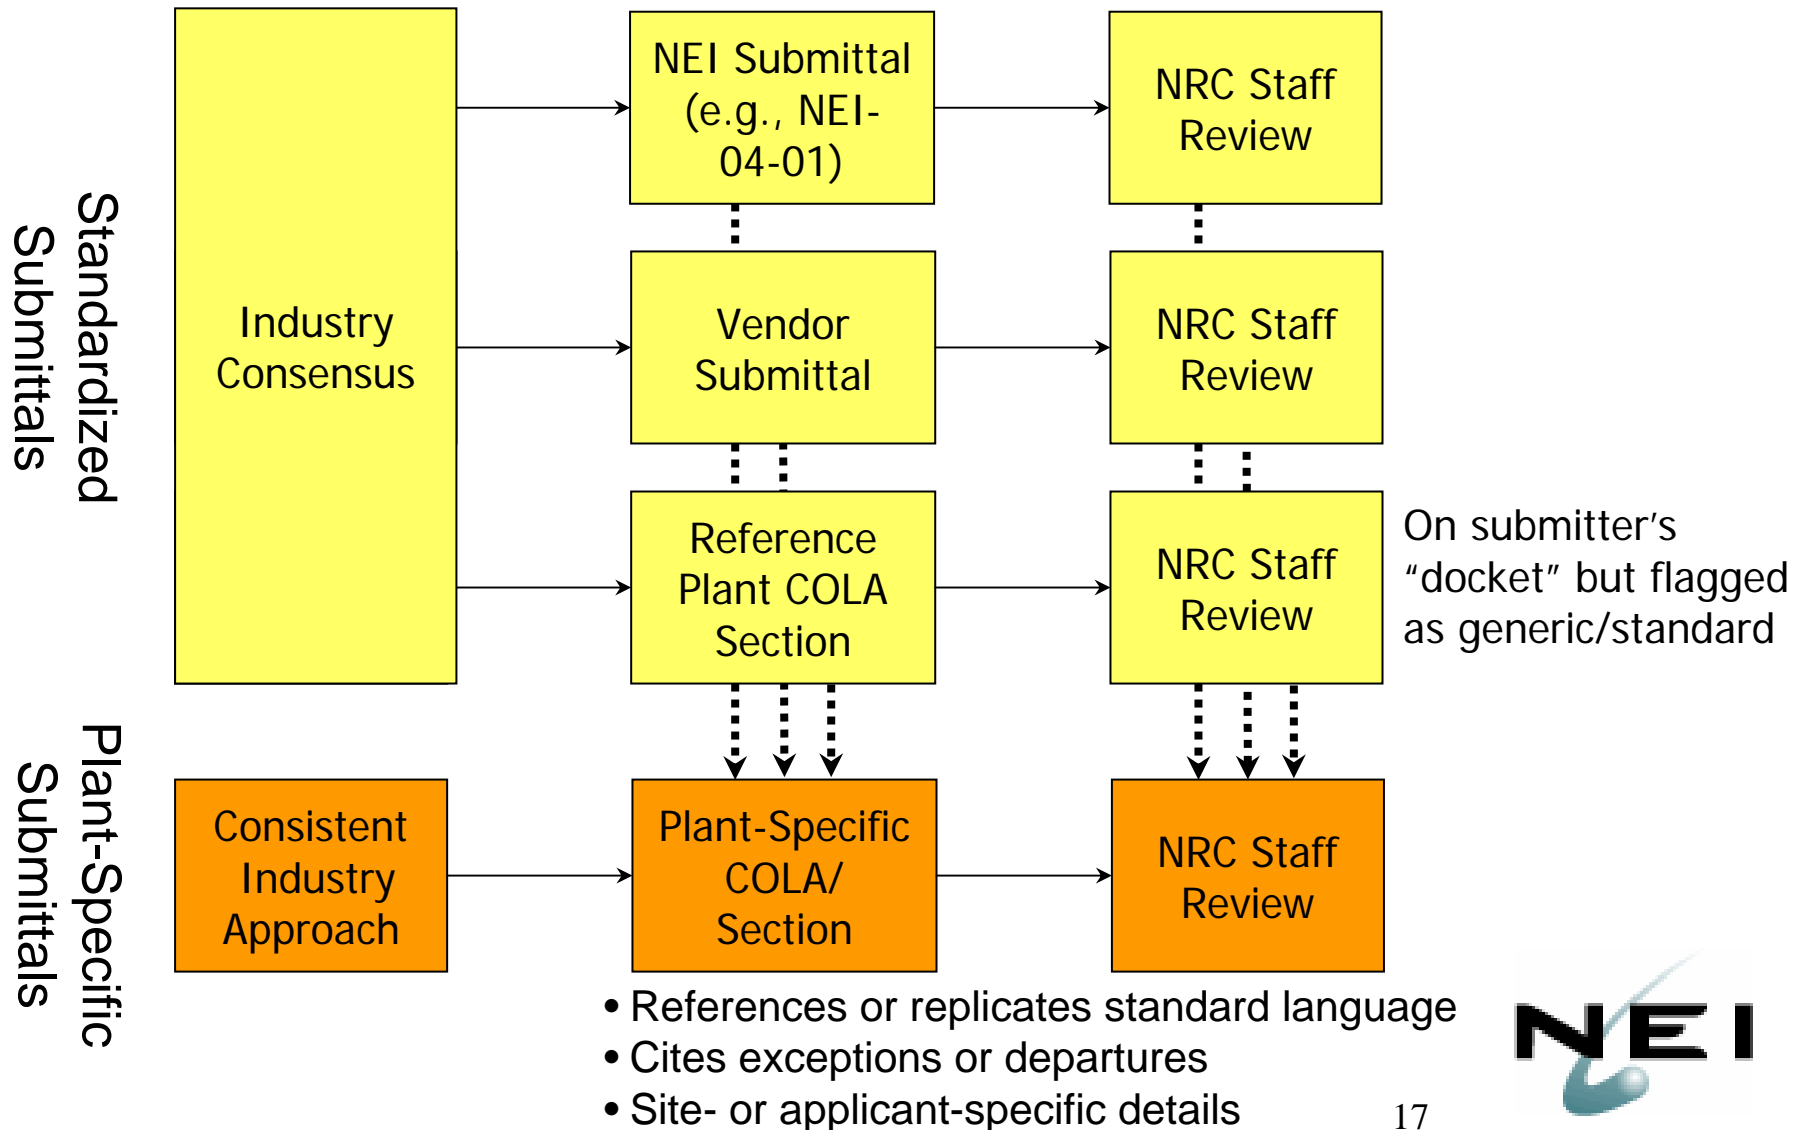 Standardized
Submittals
Industry
Consensus
NEI Submittal
(e.g., NEI-
04-01)
NRC Staff
Review
Vendor
Submittal
NRC Staff
Review
Reference
Plant COLA
Section
NRC Staff
Review
On submitter’s
“docket” but flagged
as generic/standard
Plant-Specific
Submittals
Consistent
Industry
Approach
Plant-Specific
COLA/
Section
NRC Staff
Review
• References or replicates standard language
• Cites exceptions or departures
• Site- or applicant-specific details
17
NEI